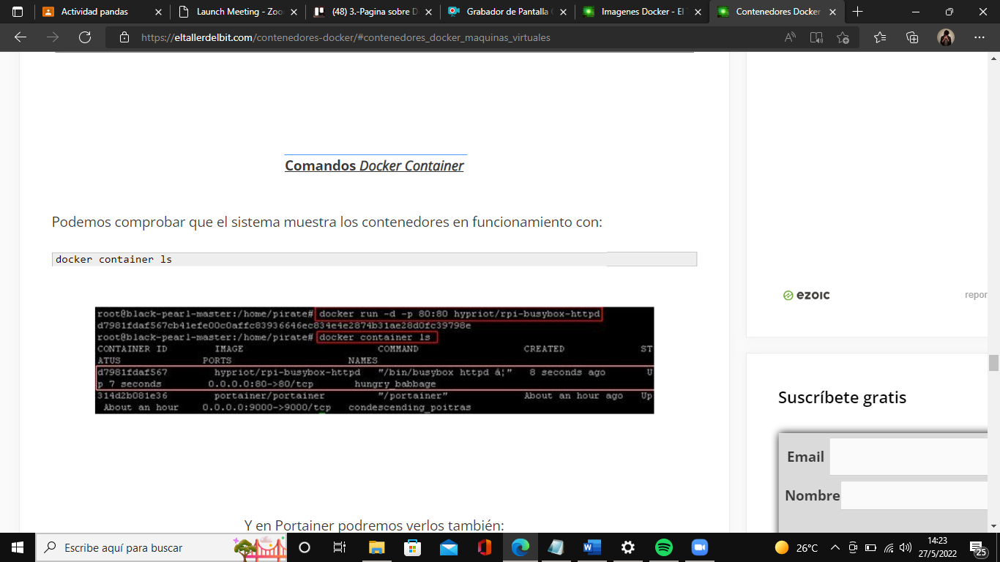 Actividad pandas
Launch Meeting - Zoo
(48) 3.-Pagina sobre D
Grabador de Pantalla
Imagenes Docker - El T
Contenedores Docker
https://eltallerdelbit.com/contenedores-docker/#contenedores_docker_maquinas_virtuales
Comandos Docker Container
Podemos comprobar que el sistema muestra los contenedores en funcionamiento con:
docker container ls
root@black-pearl-master:/home/pirate# docker run -d -p 80:80 hypriot/rpi-busybox-httpd
d7981fdaf567cb41efe00c0affc83936646ec834e4e2874b31ae28d0fc39798e
root@black-pearl-master:/home/pirate# docker container ls
CONTAINER ID IMAGE COMMAND CREATED ST
ATUS PORTS NAMES
d7981fdaf567 hypriot/rpi-busybox-httpd "/bin/busybox httpd â¦" 8 seconds ago U
p 7 seconds 0.0.0.0:80->80/tcp hungry_babbage
314d2b081e36 portainer/portainer "/portainer" About an hour ago Up
About an hour 0.0.0.0:9000->9000/tcp condescending_poitras
Y en Portainer podremos verlos también:
ezoic
repor
Suscríbete gratis
Email
Nombre
Escribe aquí para buscar
26°C
14:23
27/5/2022
25